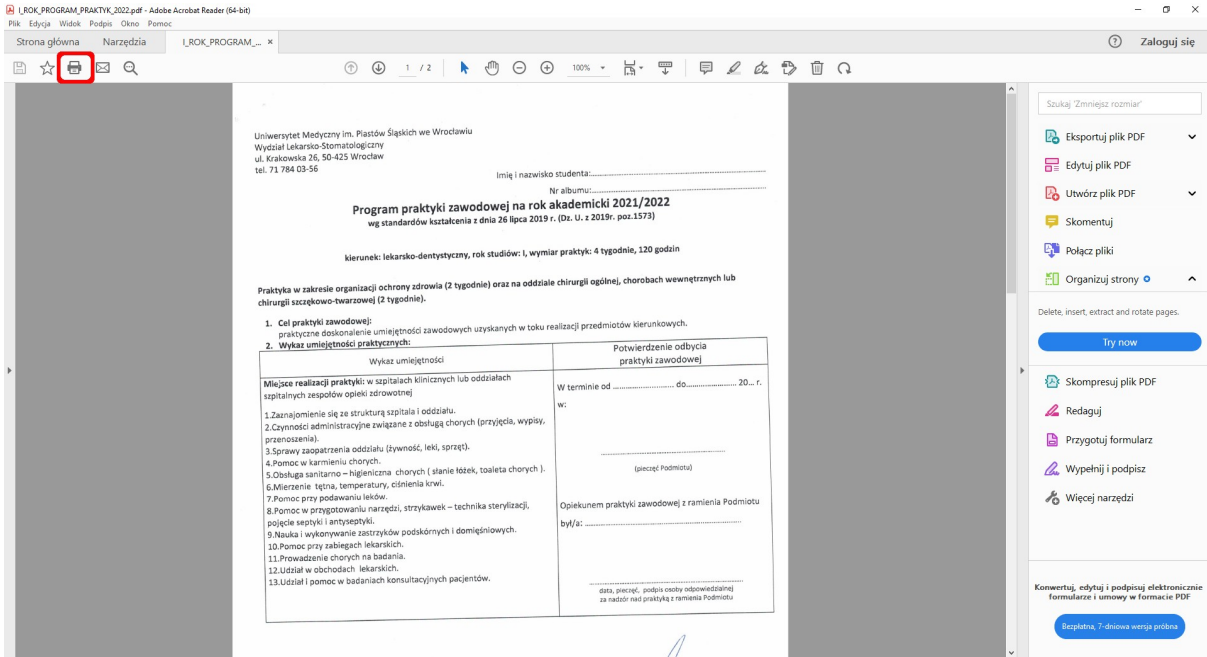 I_ROK_PROGRAM_PRAKTYK_2022.pdf - Adobe Acrobat Reader (64-bit)
Plik Edycja Widok Podpis Okno Pomoc
Strona główna Narzędzia I_ROK_PROGRAM_... × Zaloguj się
1 / 2 100%
Uniwersytet Medyczny im. Piastów Śląskich we Wrocławiu
Wydział Lekarsko-Stomatologiczny
ul. Krakowska 26, 50-425 Wrocław
tel. 71 784 03-56
Imię i nazwisko studenta:
Nr albumu:
Program praktyki zawodowej na rok akademicki 2021/2022
wg standardów kształcenia z dnia 26 lipca 2019 r. (Dz. U. z 2019r. poz.1573)
kierunek: lekarsko-dentystyczny, rok studiów: I, wymiar praktyk: 4 tygodnie, 120 godzin
Praktyka w zakresie organizacji ochrony zdrowia (2 tygodnie) oraz na oddziale chirurgii ogólnej, chorobach wewnętrznych lub
chirurgii szczękowo-twarzowej (2 tygodnie).
1. Cel praktyki zawodowej:
praktyczne doskonalenie umiejętności zawodowych uzyskanych w toku realizacji przedmiotów kierunkowych.
2. Wykaz umiejętności praktycznych:
Wykaz umiejętności
Miejsce realizacji praktyki: w szpitalach klinicznych lub oddziałach
szpitalnych zespołów opieki zdrowotnej
1.Zaznajomienie się ze strukturą szpitala i oddziału.
2.Czynności administracyjne związane z obsługą chorych (przyjęcia, wypisy,
przenoszenia).
3.Sprawy zaopatrzenia oddziału (żywność, leki, sprzęt).
4.Pomoc w karmieniu chorych.
5.Obsługa sanitarno – higieniczna chorych ( słanie łóżek, toaleta chorych ).
6.Mierzenie tętna, temperatury, ciśnienia krwi.
7.Pomoc przy podawaniu leków.
8.Pomoc w przygotowaniu narzędzi, strzykawek – technika sterylizacji,
pojęcie septyki i antyseptyki.
9.Nauka i wykonywanie zastrzyków podskórnych i domięśniowych.
10.Pomoc przy zabiegach lekarskich.
11.Prowadzenie chorych na badania.
12.Udział w obchodach lekarskich.
13.Udział i pomoc w badaniach konsultacyjnych pacjentów.
Potwierdzenie odbycia
praktyki zawodowej
W terminie od ............................ do....................... 20... r.
w:
(pieczęć Podmiotu)
Opiekunem praktyki zawodowej z ramienia Podmiotu
był/a:
data, pieczęć, podpis osoby odpowiedzialnej
za nadzór nad praktyką z ramienia Podmiotu
Szukaj 'Zmniejsz rozmiar'
Eksportuj plik PDF
Edytuj plik PDF
Utwórz plik PDF
Skomentuj
Połącz pliki
Organizuj strony
Delete, insert, extract and rotate pages.
Try now
Skompresuj plik PDF
Redaguj
Przygotuj formularz
Wypełnij i podpisz
Więcej narzędzi
Konwertuj, edytuj i podpisuj elektronicznie
formularze i umowy w formacie PDF
Bezpłatna, 7-dniowa wersja próbna